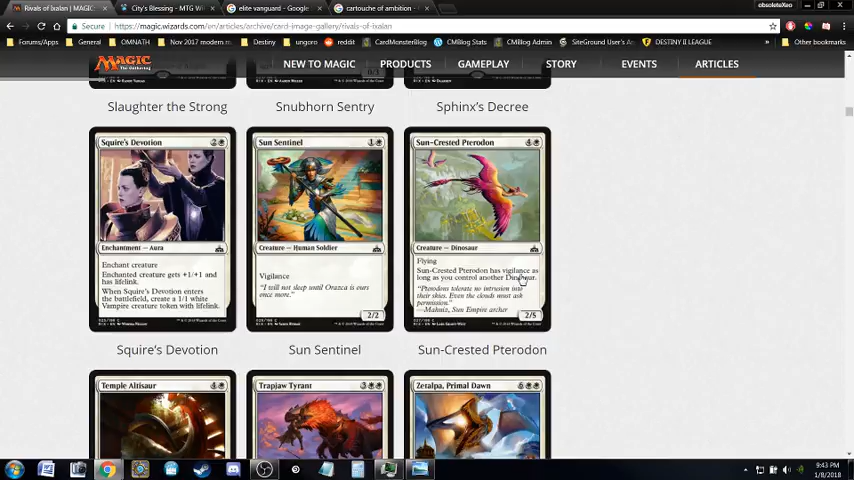 Rivals of Ixalan | MAGIC:
City's Blessing - MTG W
elite vanguard - Google
cartouche of ambition -
obsoleteXeo
Secure
https://magic.wizards.com/en/articles/archive/card-image-gallery/rivals-of-ixalan
Forums/Apps
General
OMNATH
Nov 2017 modern
ungoro
reddit
CardMonsterBlog
CMBlog Stats
CMBlog Admin
SiteGround User's A
DESTINY II LEAGUE
Other bookmarks
MAGIC
The Gathering
NEW TO MAGIC
PRODUCTS
GAMEPLAY
STORY
EVENTS
ARTICLES
Slaughter the Strong
Snubhorn Sentry
Sphinx's Decree
Squire's Devotion
Enchantment — Aura
Enchant creature
Enchanted creature gets +1/+1 and
has lifelink.
When Squire's Devotion enters
the battlefield, create a 1/1 white
Vampire creature token with lifelink.
Sun Sentinel
Creature — Human Soldier
Vigilance
"I will not sleep until Orazca is ours
once more."
2/2
Sun-Crested Pterodon
Creature — Dinosaur
Flying
Sun-Crested Pterodon has vigilance as
long as you control another Dinosaur.
"Pterodons tolerate no intrusion into
their skies. Even the clouds must ask
permission."
2/5
Squire's Devotion
Sun Sentinel
Sun-Crested Pterodon
Temple Altisaur
Trapjaw Tyrant
Zetalpa, Primal Dawn
9:43 PM
1/8/2018